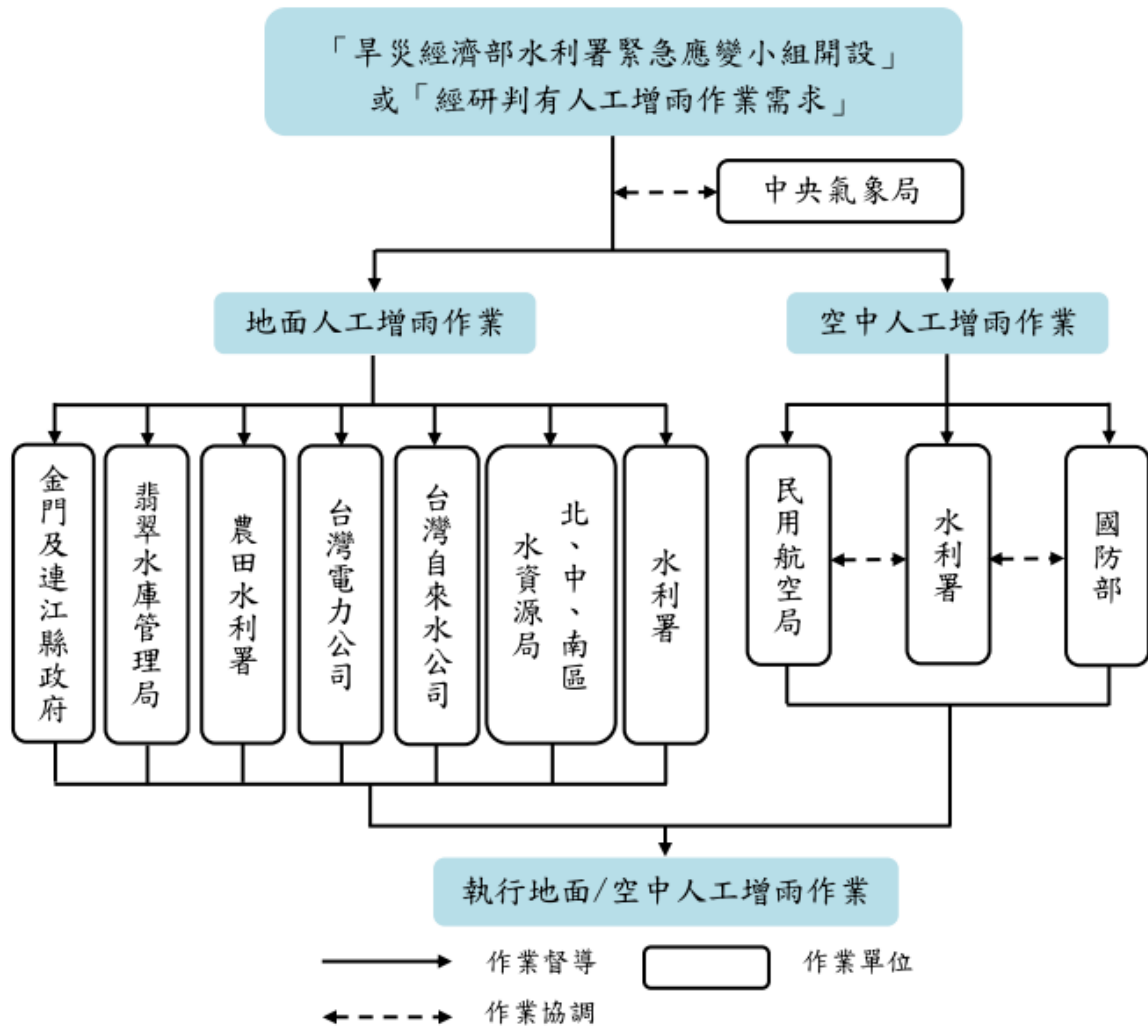 「旱災經濟部水利署緊急應變小組開設」
或「經研判有人工增雨作業需求」
中央氣象局
地面人工增雨作業
空中人工增雨作業
金門及連江縣政府
翡翠水庫管理局
農田水利署
台灣電力公司
台灣自來水公司
北、中、南區
水資源局
水利署
民用航空局
水利署
國防部
執行地面/空中人工增雨作業
作業督導
作業單位
作業協調